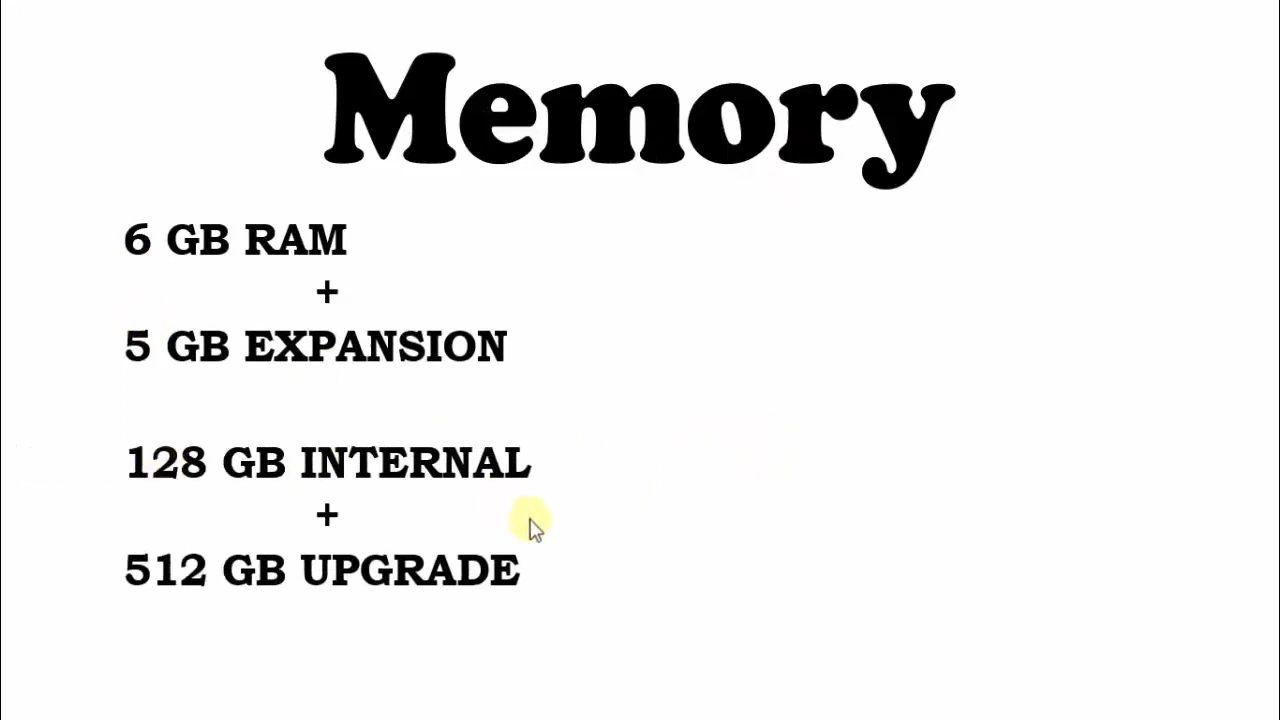 Memory
6 GB RAM
+
5 GB EXPANSION
128 GB INTERNAL
+
512 GB UPGRADE